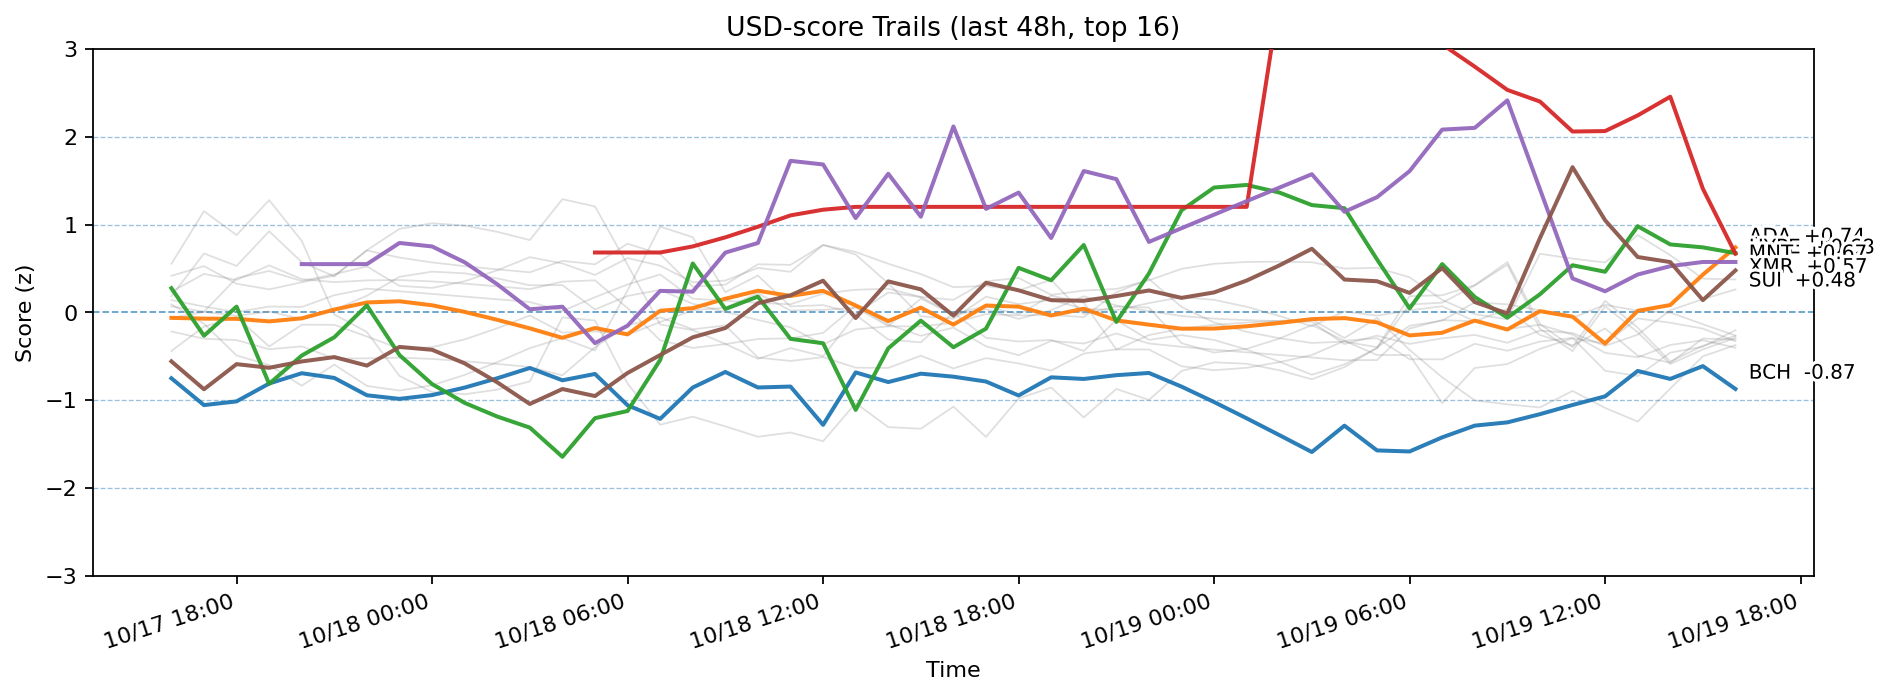 USD-score Trails (last 48h, top 16)
Score (z)
3
2
1
0
−1
−2
−3
ADA +0.74
MNT +0.67
XMR +0.57
SUI +0.48
BCH -0.87
10/17 18:00
10/18 00:00
10/18 06:00
10/18 12:00
10/18 18:00
10/19 00:00
10/19 06:00
10/19 12:00
10/19 18:00
Time